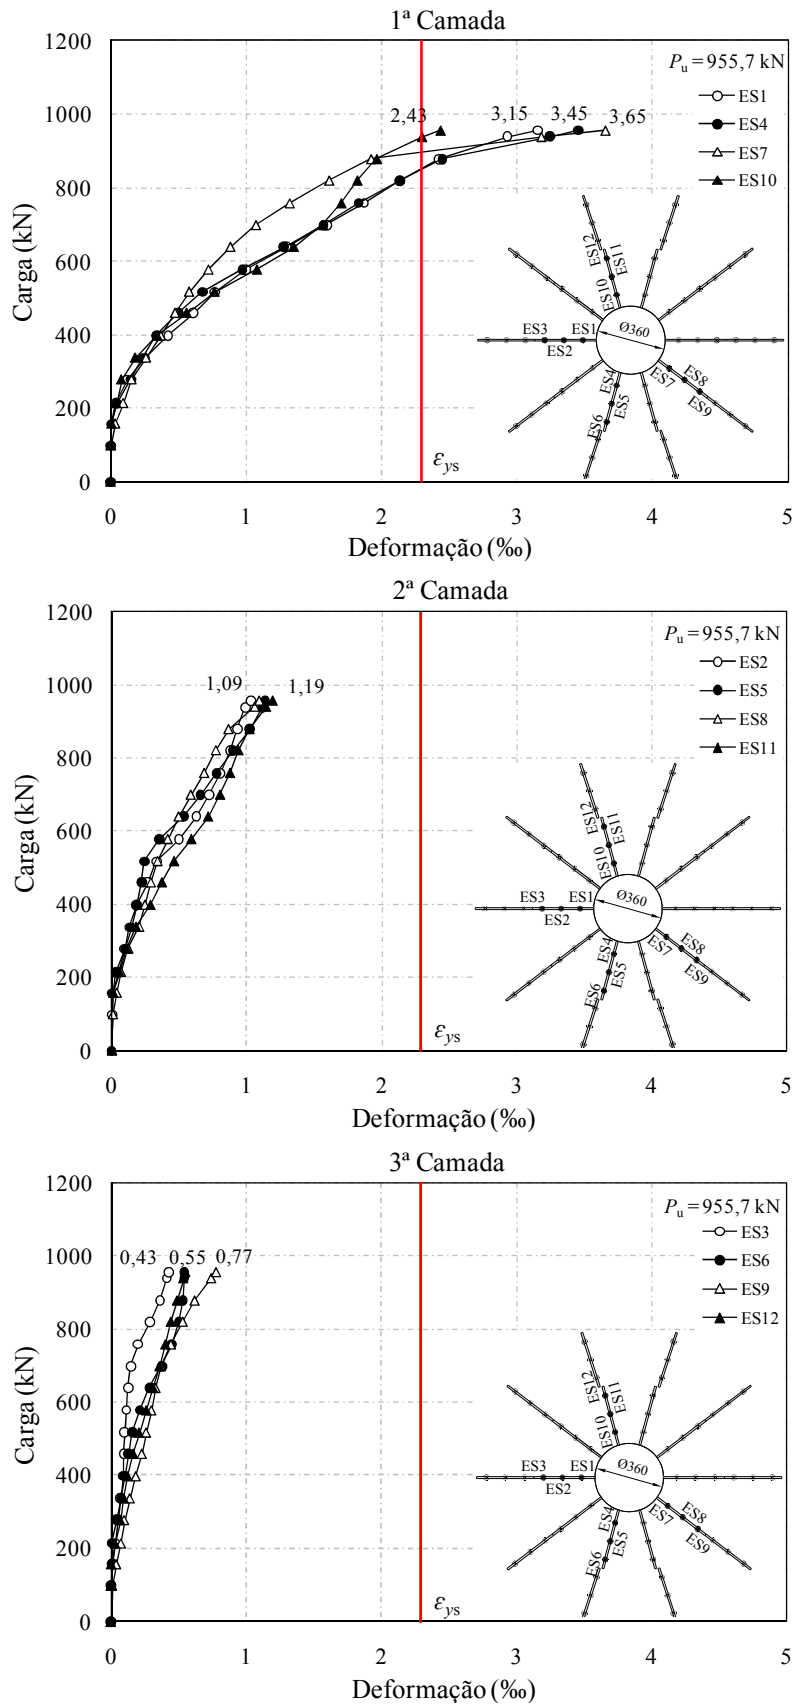 1ª Camada
1200
1000
800
600
400
200
0
Carga (kN)
P_u = 955,7 kN
ES1
ES4
ES7
ES10
2,43
3,15
3,45
3,65
ES12
ES11
ES10
ES3
ES1
ES2
Ø360
ES4
ES5
ES6
ES7
ES8
ES9
ε_ys
0 1 2 3 4 5
Deformação (‰)
2ª Camada
1200
1000
800
600
400
200
0
Carga (kN)
P_u = 955,7 kN
ES2
ES5
ES8
ES11
1,09
1,19
ES12
ES11
ES10
ES3
ES1
ES2
Ø360
ES4
ES5
ES6
ES7
ES8
ES9
ε_ys
0 1 2 3 4 5
Deformação (‰)
3ª Camada
1200
1000
800
600
400
200
0
Carga (kN)
P_u = 955,7 kN
ES3
ES6
ES9
ES12
0,43
0,55
0,77
ES12
ES11
ES10
ES3
ES1
ES2
Ø360
ES4
ES5
ES6
ES7
ES8
ES9
ε_ys
0 1 2 3 4 5
Deformação (‰)